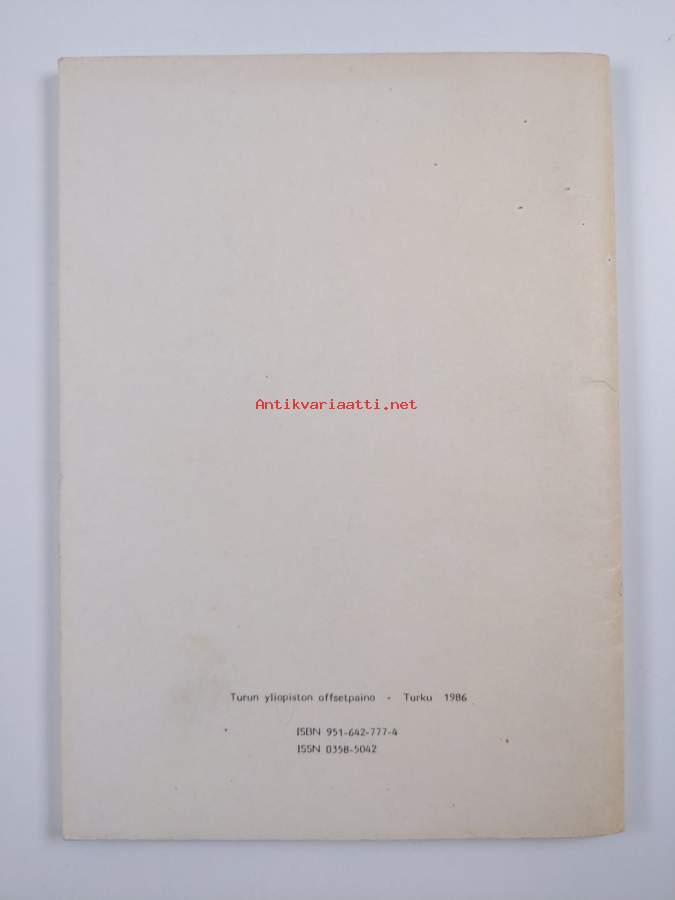 Antikvariaatti.net
Turun yliopiston offsetpaino - Turku 1986
ISBN 951-642-777-4
ISSN 0358-5042